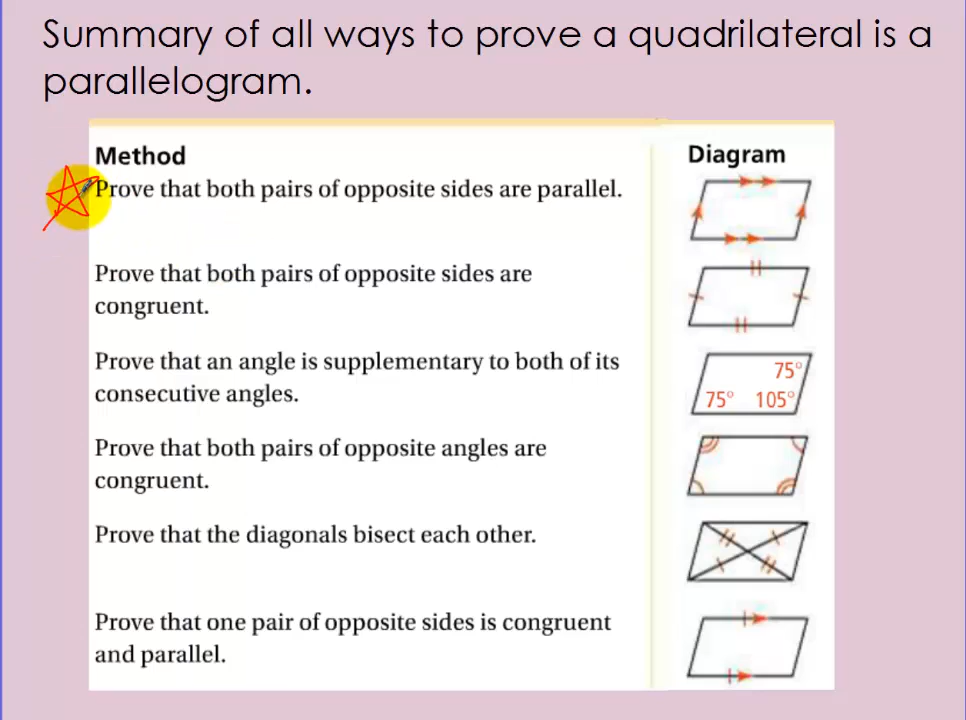 Summary of all ways to prove a quadrilateral is a
parallelogram.
Method
Diagram
Prove that both pairs of opposite sides are parallel.
Prove that both pairs of opposite sides are
congruent.
Prove that an angle is supplementary to both of its
consecutive angles.
75°
75° 105°
Prove that both pairs of opposite angles are
congruent.
Prove that the diagonals bisect each other.
Prove that one pair of opposite sides is congruent
and parallel.